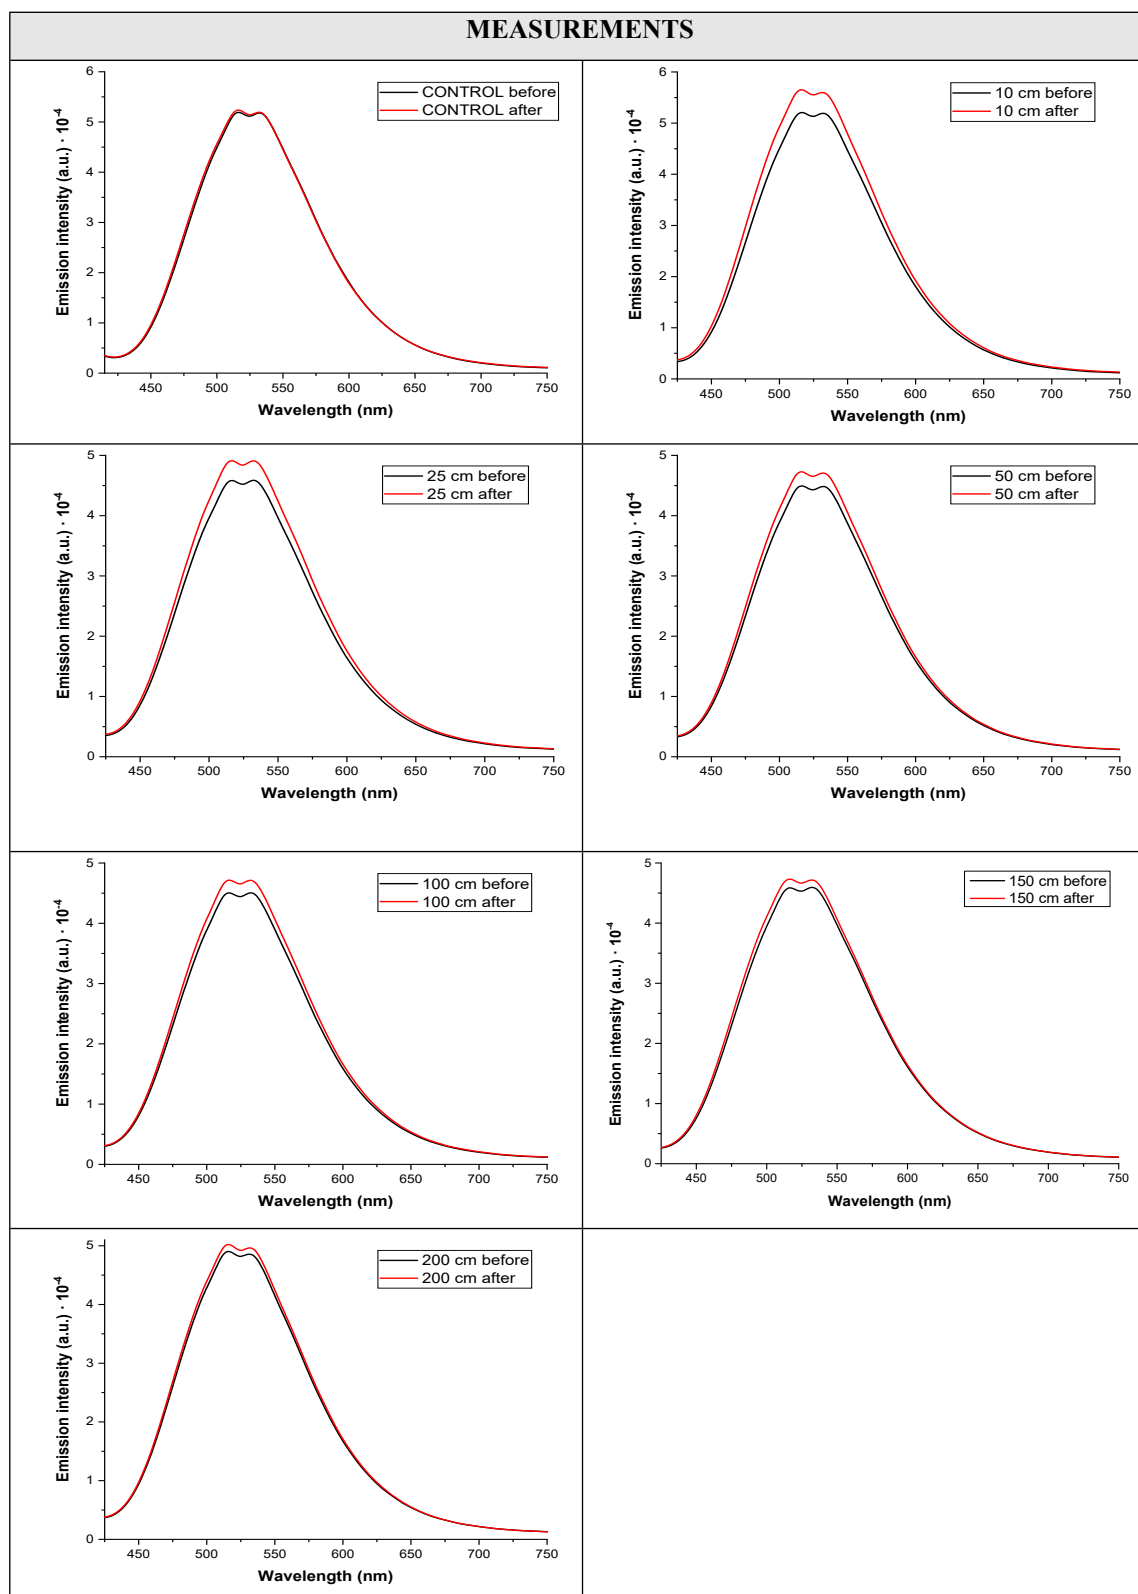 MEASUREMENTS
6
5
4
3
2
1
0
Emission intensity (a.u.) · 10⁻⁴
CONTROL before
CONTROL after
450 500 550 600 650 700 750
Wavelength (nm)
6
5
4
3
2
1
0
Emission intensity (a.u.) · 10⁻⁴
10 cm before
10 cm after
450 500 550 600 650 700 750
Wavelength (nm)
5
4
3
2
1
0
Emission intensity (a.u.) · 10⁻⁴
25 cm before
25 cm after
450 500 550 600 650 700 750
Wavelength (nm)
5
4
3
2
1
0
Emission intensity (a.u.) · 10⁻⁴
50 cm before
50 cm after
450 500 550 600 650 700 750
Wavelength (nm)
5
4
3
2
1
0
Emission intensity (a.u.) · 10⁻⁴
100 cm before
100 cm after
450 500 550 600 650 700 750
Wavelength (nm)
5
4
3
2
1
0
Emission intensity (a.u.) · 10⁻⁴
150 cm before
150 cm after
450 500 550 600 650 700 750
Wavelength (nm)
5
4
3
2
1
0
Emission intensity (a.u.) · 10⁻⁴
200 cm before
200 cm after
450 500 550 600 650 700 750
Wavelength (nm)